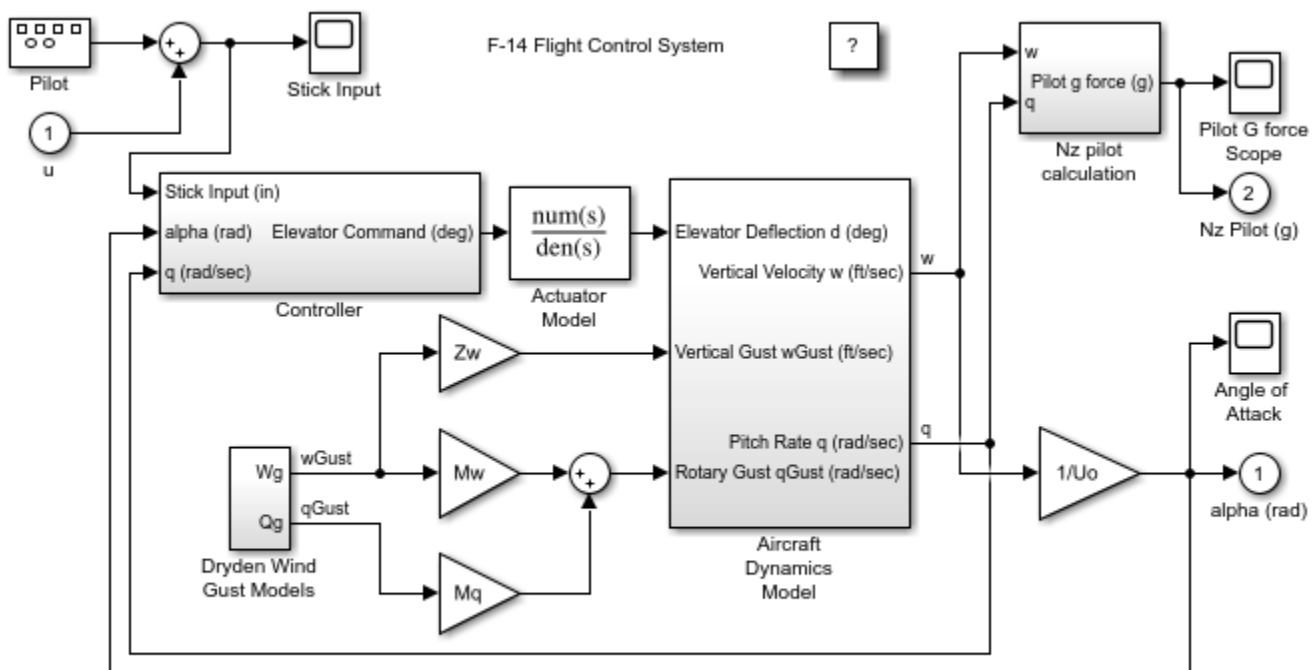 F-14 Flight Control System
?
Pilot
Stick Input
1
u
w
Pilot g force (g)
q
Nz pilot
calculation
Pilot G force
Scope
2
Nz Pilot (g)
Stick Input (in)
alpha (rad)
Elevator Command (deg)
q (rad/sec)
Controller
num(s)
den(s)
Actuator
Model
Elevator Deflection d (deg)
Vertical Velocity w (ft/sec)
w
Vertical Gust wGust (ft/sec)
Pitch Rate q (rad/sec)
q
Rotary Gust qGust (rad/sec)
Aircraft
Dynamics
Model
Zw
Mw
Mq
Wg
wGust
Qg
qGust
Dryden Wind
Gust Models
Angle of
Attack
1/Uo
1
alpha (rad)